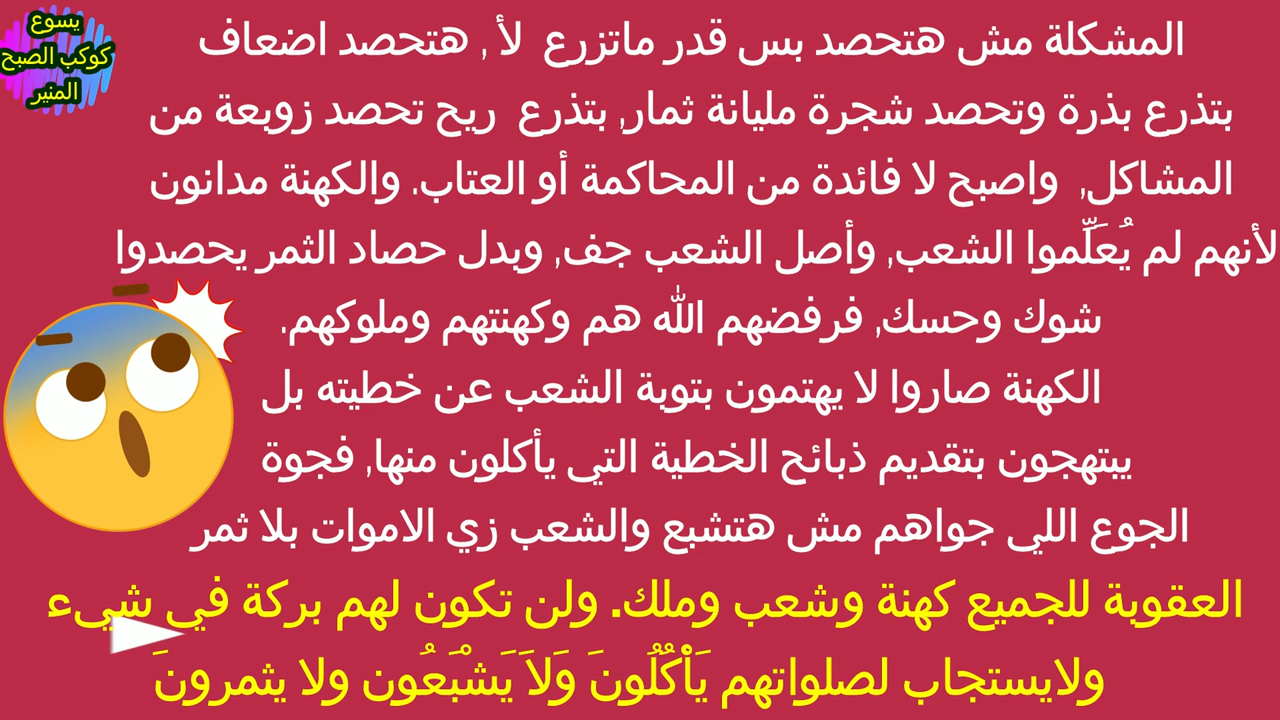 يسوع
كوكب الصبح
المنير
المشكلة مش هتحصد بس قدر ماتزرع لأ , هتحصد اضعاف
بتذرع بذرة وتحصد شجرة مليانة ثمار, بتذرع ريح تحصد زوبعة من
المشاكل, واصبح لا فائدة من المحاكمة أو العتاب. والكهنة مدانون
لأنهم لم يُعَلِّموا الشعب, وأصل الشعب جف, وبدل حصاد الثمر يحصدوا
شوك وحسك, فرفضهم الله هم وكهنتهم وملوكهم.
الكهنة صاروا لا يهتمون بتوبة الشعب عن خطيته بل
يبتهجون بتقديم ذبائح الخطية التي يأكلون منها, فجوة
الجوع اللي جواهم مش هتشبع والشعب زي الاموات بلا ثمر
العقوبة للجميع كهنة وشعب وملك. ولن تكون لهم بركة في شيء
ولايستجاب لصلواتهم يَأْكُلُونَ وَلاَ يَشْبَعُون ولا يثمرونَ